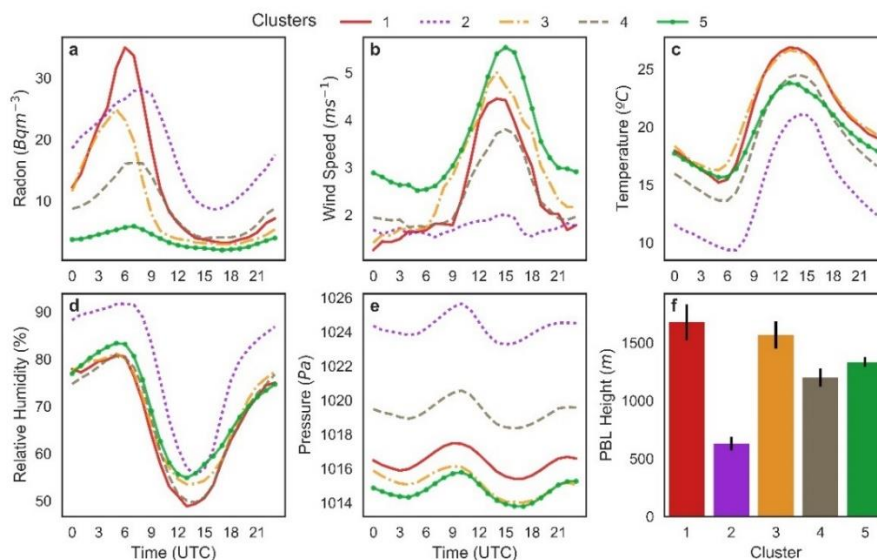 Clusters 1 2 3 4 5
a
Radon (Bqm⁻³)
30
20
10
0 3 6 9 12 15 18 21
b
Wind Speed (ms⁻¹)
5
4
3
2
0 3 6 9 12 15 18 21
c
Temperature (ºC)
25
20
15
10
0 3 6 9 12 15 18 21
d
Relative Humidity (%)
90
80
70
60
50
0 3 6 9 12 15 18 21
Time (UTC)
e
Pressure (Pa)
1026
1024
1022
1020
1018
1016
1014
0 3 6 9 12 15 18 21
Time (UTC)
f
PBL Height (m)
1500
1000
500
0
1 2 3 4 5
Cluster